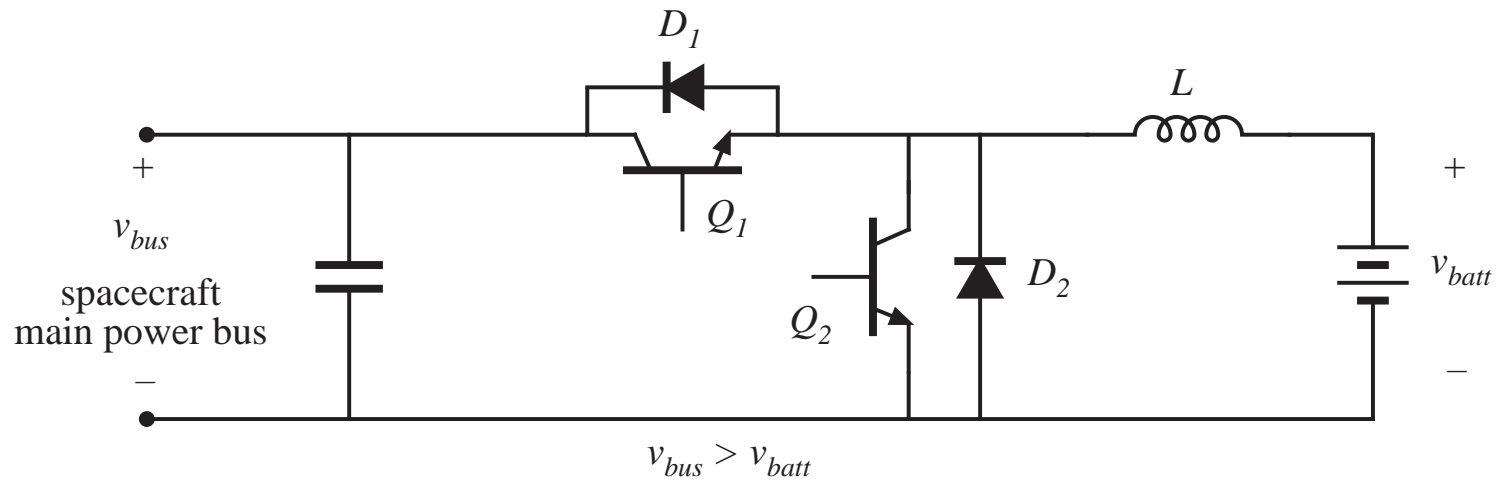 D1
L
+
+
Q1
vbus
vbatt
D2
spacecraft
Q2
main power bus
–
–
vbus > vbatt